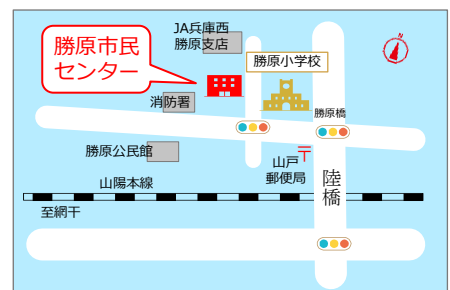 JA兵庫西
勝原支店
勝原市民
センター
勝原小学校
消防署
勝原橋
勝原公民館
山戸
郵便局
〒
陸橋
山陽本線
至網干